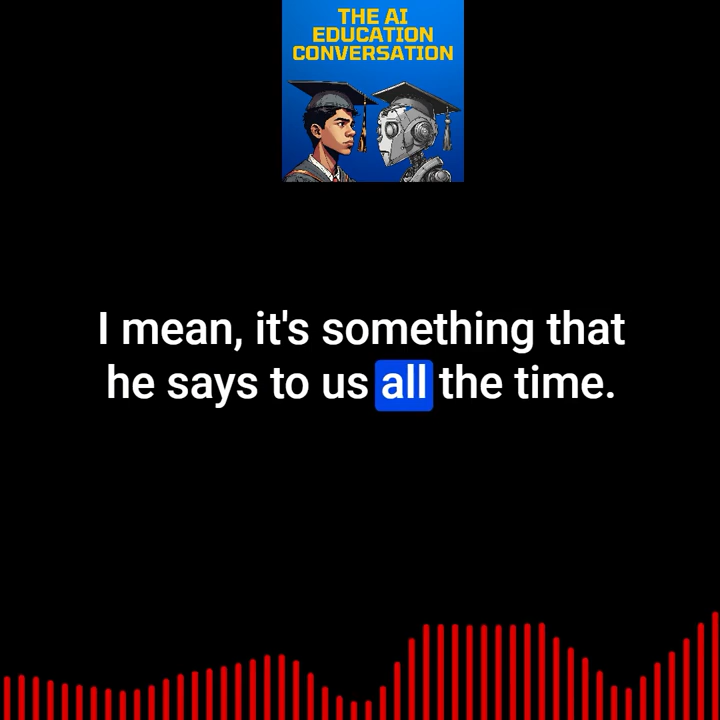 THE AI
EDUCATION
CONVERSATION
I mean, it's something that
he says to us all the time.